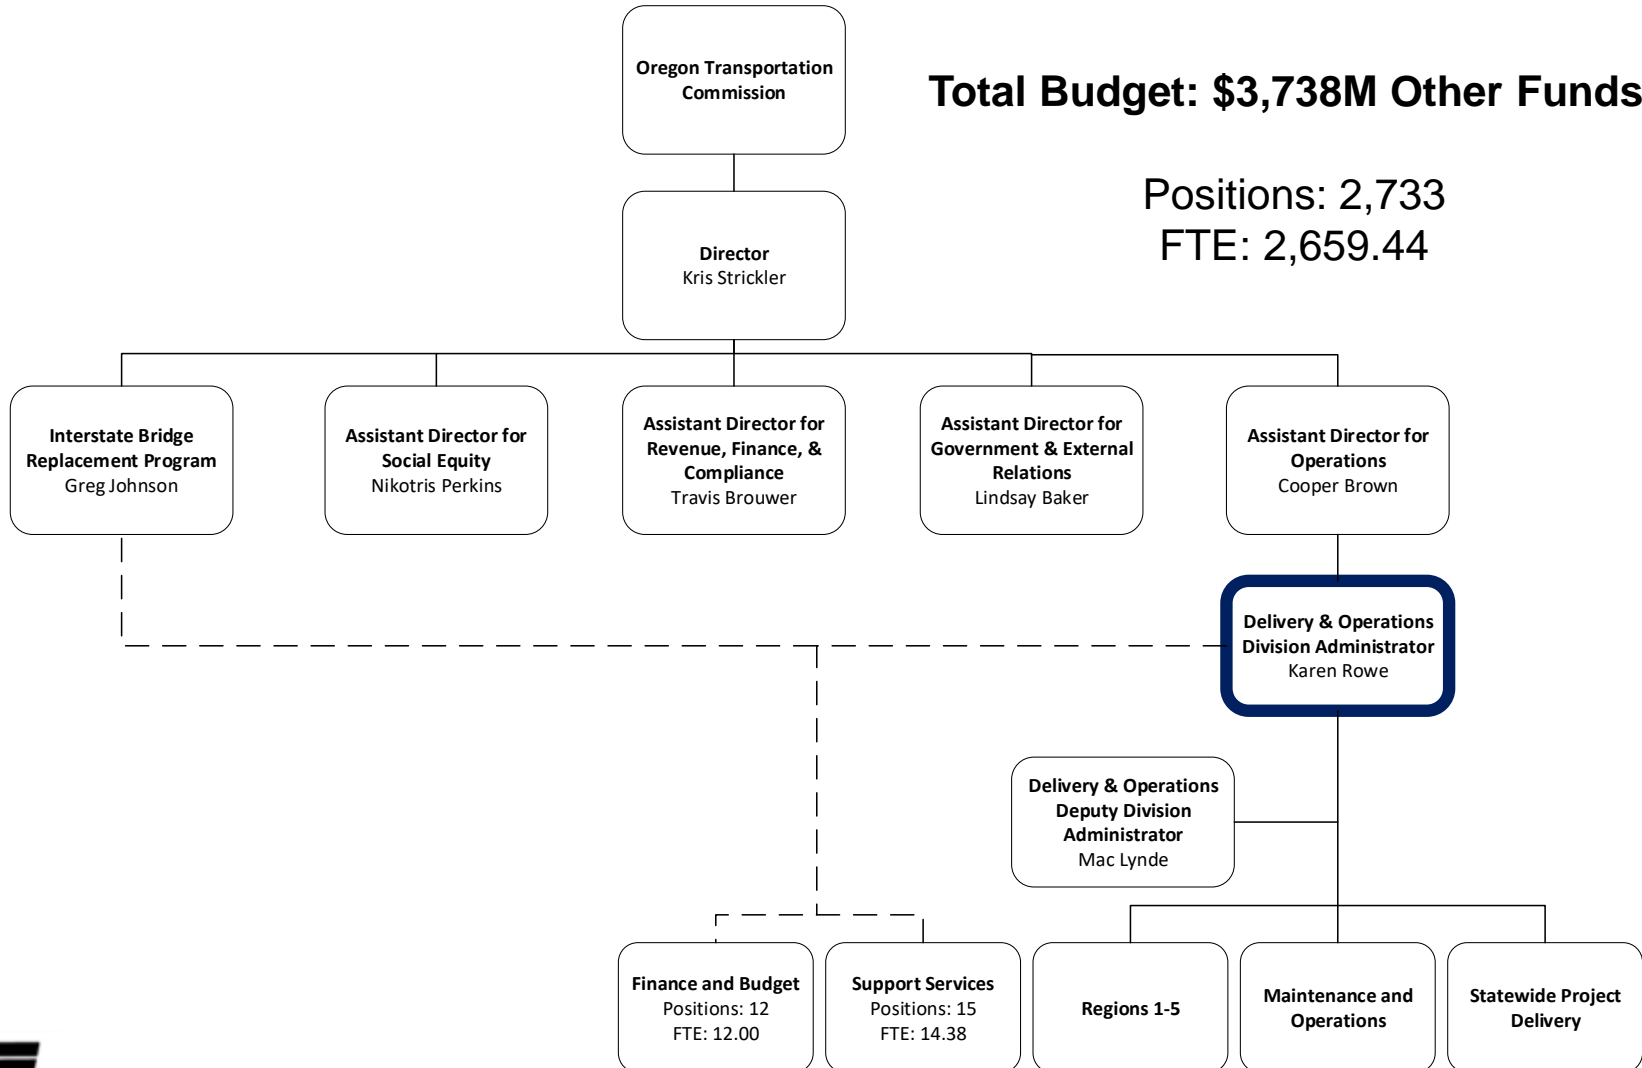 Oregon Transportation
Commission
Total Budget: $3,738M Other Funds
Positions: 2,733
FTE: 2,659.44
Director
Kris Strickler
Interstate Bridge
Replacement Program
Greg Johnson
Assistant Director for
Social Equity
Nikotris Perkins
Assistant Director for
Revenue, Finance, &
Compliance
Travis Brouwer
Assistant Director for
Government & External
Relations
Lindsay Baker
Assistant Director for
Operations
Cooper Brown
Delivery & Operations
Division Administrator
Karen Rowe
Delivery & Operations
Deputy Division
Administrator
Mac Lynde
Finance and Budget
Positions: 12
FTE: 12.00
Support Services
Positions: 15
FTE: 14.38
Regions 1-5
Maintenance and
Operations
Statewide Project
Delivery